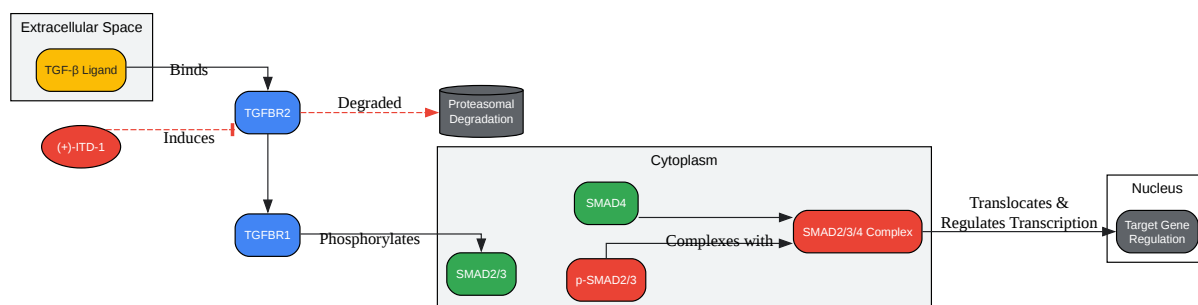 Extracellular Space
TGF-β Ligand
Binds
TGFBR2
Degraded
Proteasomal
Degradation
(+)-ITD-1
Induces
Cytoplasm
SMAD4
TGFBR1
Phosphorylates
SMAD2/3
Complexes with
p-SMAD2/3
SMAD2/3/4 Complex
Translocates &
Regulates Transcription
Nucleus
Target Gene
Regulation